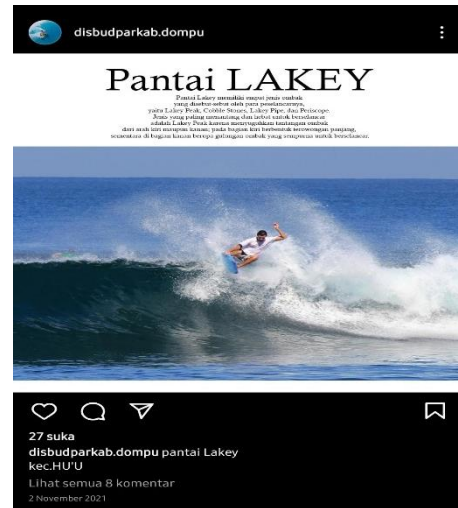 disbudparkab.dompu
Pantai LAKEY
Pantai Lakey memiliki empat jenis ombak
yang disebut-sebut oleh para peselancarnya,
yaitu Lakey Peak, Cobble Stones, Lakey Pipe, dan Periscope.
Jenis yang paling menantang dan hebat untuk berselancar
adalah Lakey Peak karena menyuguhkan tantangan ombak
dari arah kiri maupun kanan; pada bagian kiri berbentuk terowongan panjang,
sementara di bagian kanan berupa gulungan ombak yang sempurna untuk berselancar.
27 suka
disbudparkab.dompu pantai Lakey
kec.HU'U
Lihat semua 8 komentar
2 November 2021